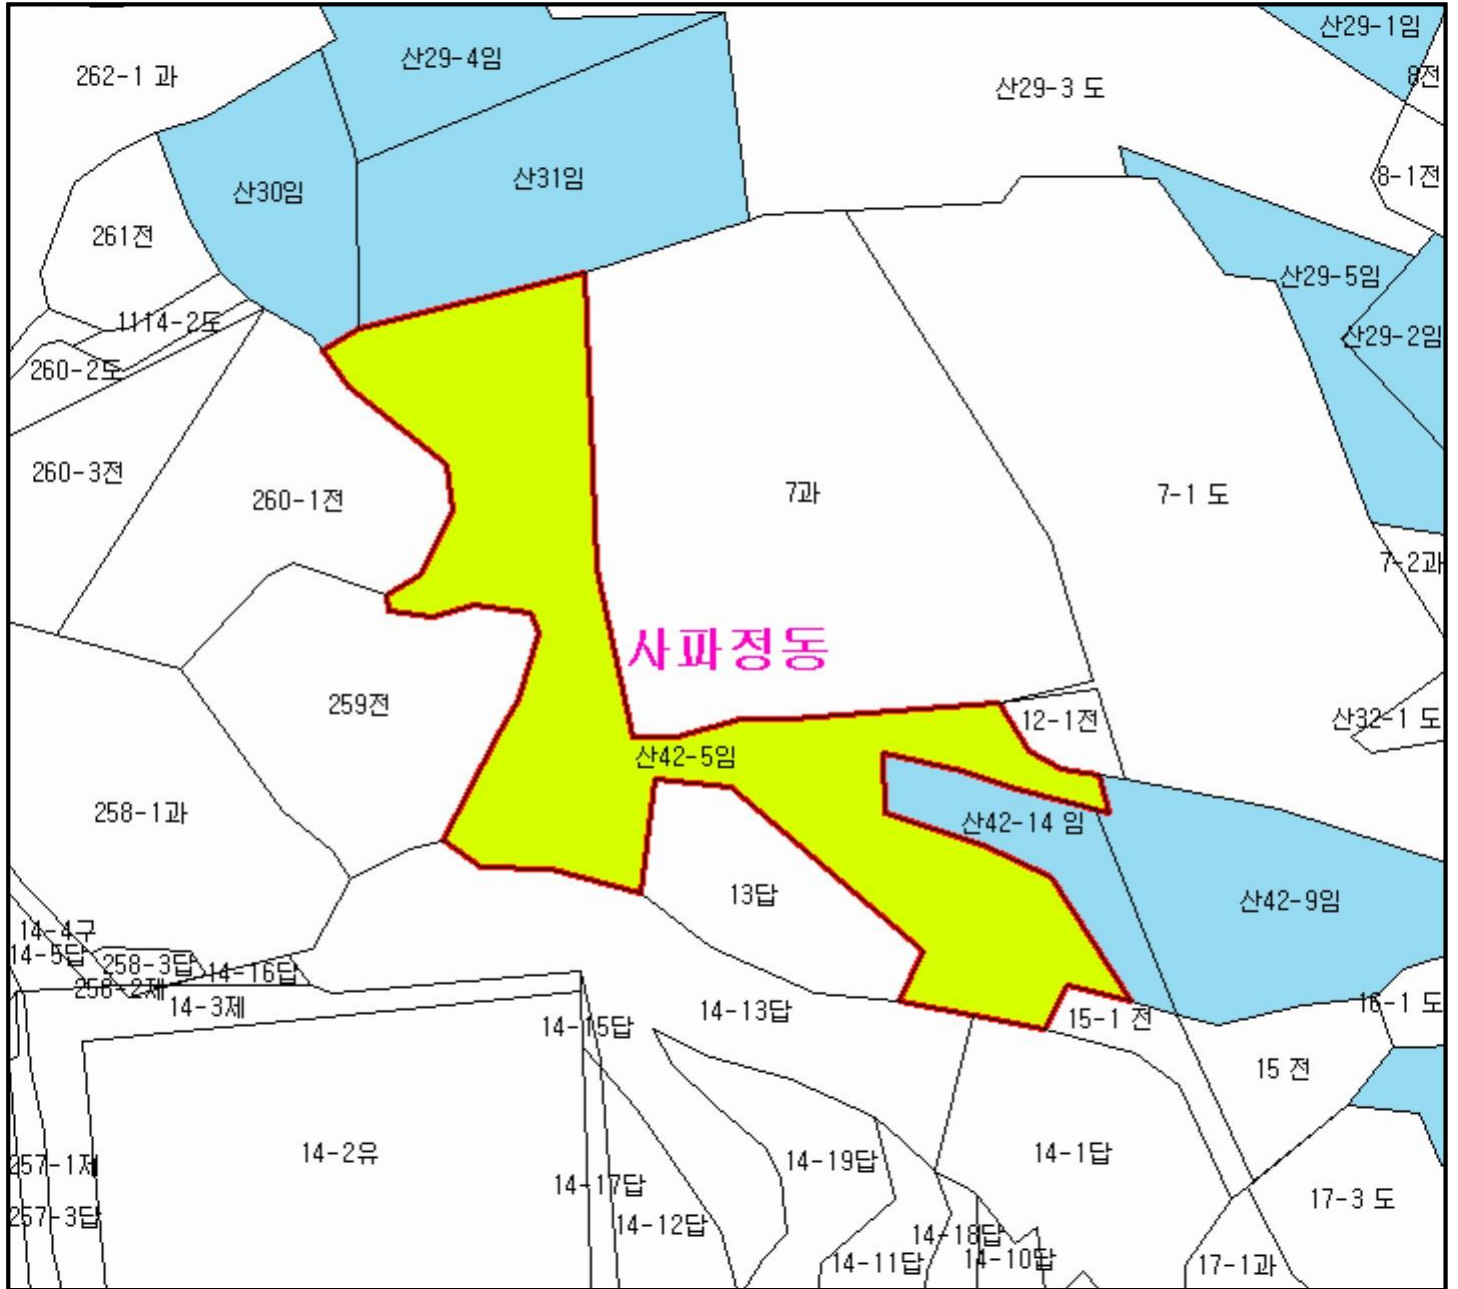 산29-1임
산29-4임
262-1 과
8전
산29-3 도
산31임
8-1전
산30임
261전
산29-5임
1114-2도
산29-2임
260-2도
260-3전
7과
7-1 도
260-1전
7-2과
사파정동
259전
산32-1 도
12-1전
산42-5임
258-1과
산42-14 임
13답
산42-9임
14-4구
14-5답
258-3답
14-16답
258-2제
16-1 도
14-3제
14-13답
15-1 전
14-15답
15 전
14-2유
14-1답
14-19답
257-1제
14-17답
17-3 도
257-3답
14-12답
14-18답
14-10답
14-11답
17-1과